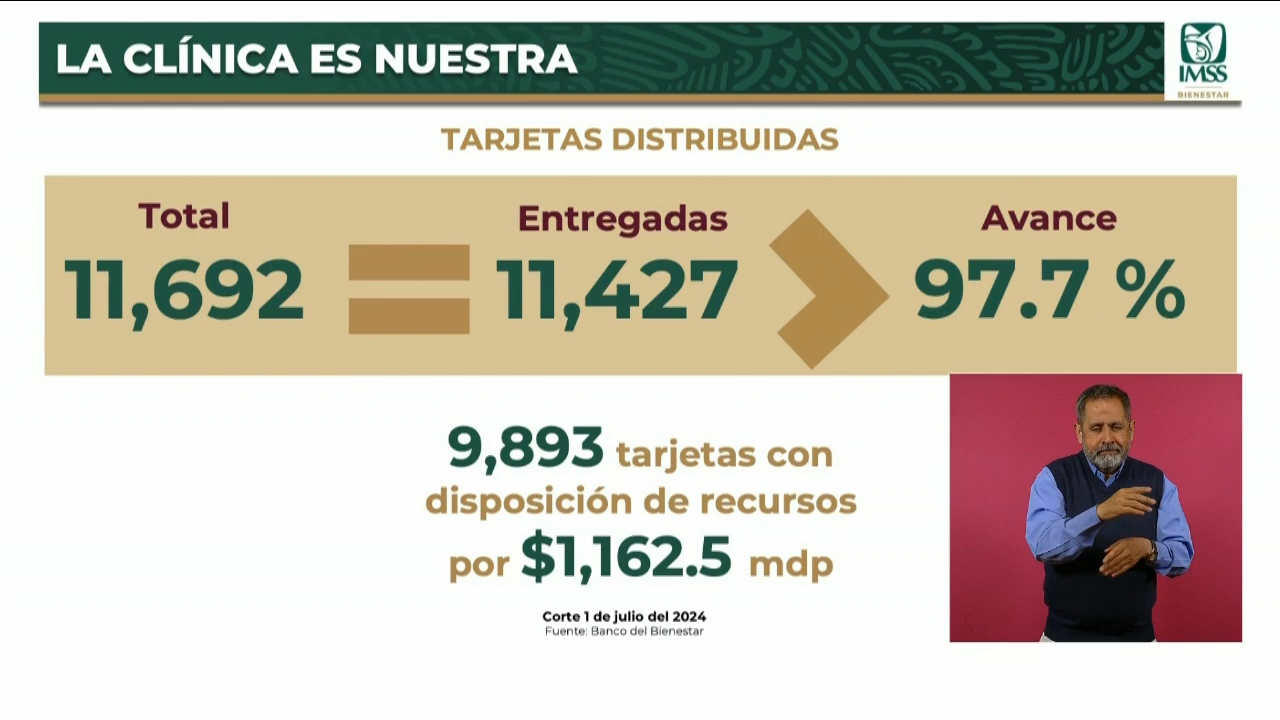 LA CLÍNICA ES NUESTRA
IMSS
BIENESTAR
TARJETAS DISTRIBUIDAS
Total
Entregadas
Avance
11,692
11,427
97.7 %
9,893 tarjetas con
disposición de recursos
por $1,162.5 mdp
Corte 1 de julio del 2024
Fuente: Banco del Bienestar